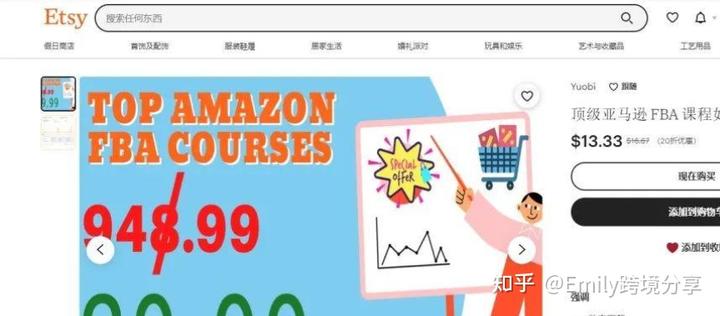 Etsy
搜索任何东西
假日商店 首饰及配饰 服装鞋履 居家生活 婚礼派对 玩具和娱乐 艺术与收藏品 工艺用品
TOP AMAZON
FBA COURSES
948.99
SPECIAL
OFFER
9.99
Yuobi 跟随
顶级亚马逊 FBA 课程
$13.33 $16.67 (20折优惠)
现在购买
添加到购物车
添加到收
强调
知乎 @Emily跨境分享